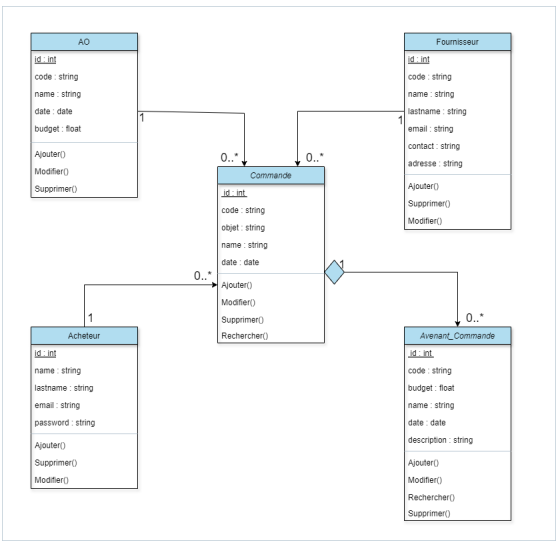 AO
id : int
code : string
name : string
date : date
budget : float
Ajouter()
Modifier()
Supprimer()
1
0..*
Fournisseur
id : int
code : string
name : string
lastname : string
email : string
contact : string
adresse : string
Ajouter()
Supprimer()
Modifier()
1
0..*
Commande
id : int
code : string
objet : string
name : string
date : date
Ajouter()
Modifier()
Supprimer()
Rechercher()
1
0..*
Acheteur
id : int
name : string
lastname : string
email : string
password : string
Ajouter()
Supprimer()
Modifier()
1
0..*
Avenant_Commande
id : int
code : string
budget : float
name : string
date : date
description : string
Ajouter()
Modifier()
Rechercher()
Supprimer()